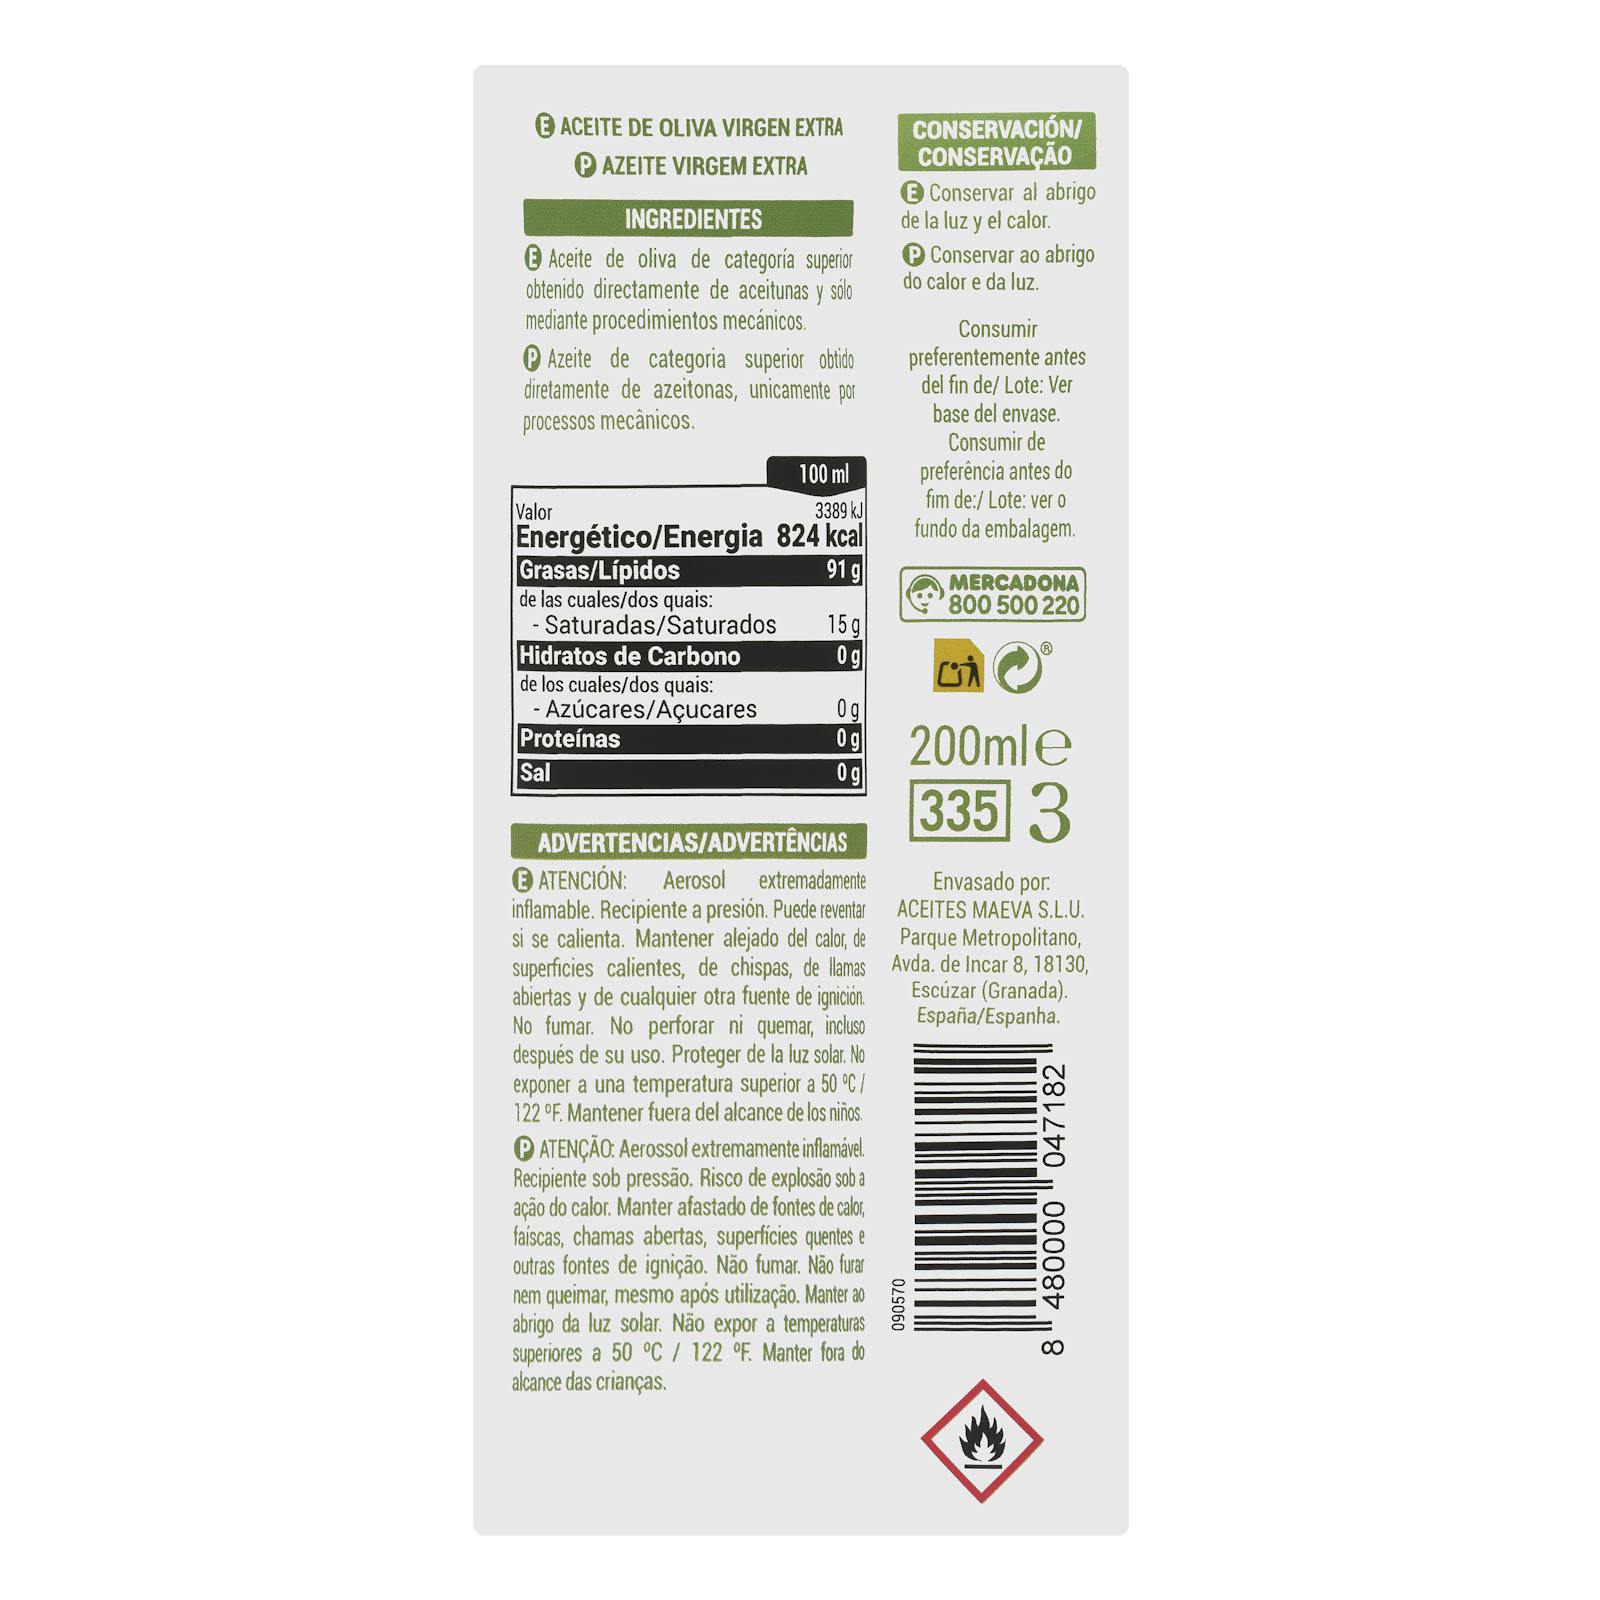 E ACEITE DE OLIVA VIRGEN EXTRA
P AZEITE VIRGEM EXTRA
INGREDIENTES
E Aceite de oliva de categoría superior
obtenido directamente de aceitunas y sólo
mediante procedimientos mecánicos.
P Azeite de categoria superior obtido
diretamente de azeitonas, unicamente por
processos mecânicos.
100 ml
Valor 3389 kJ
Energético/Energia 824 kcal
Grasas/Lípidos 91 g
de las cuales/dos quais:
- Saturadas/Saturados 15 g
Hidratos de Carbono 0 g
de los cuales/dos quais:
- Azúcares/Açucares 0 g
Proteínas 0 g
Sal 0 g
ADVERTENCIAS/ADVERTÊNCIAS
E ATENCIÓN: Aerosol extremadamente
inflamable. Recipiente a presión. Puede reventar
si se calienta. Mantener alejado del calor, de
superficies calientes, de chispas, de llamas
abiertas y de cualquier otra fuente de ignición.
No fumar. No perforar ni quemar, incluso
después de su uso. Proteger de la luz solar. No
exponer a una temperatura superior a 50 ºC /
122 ºF. Mantener fuera del alcance de los niños.
P ATENÇÃO: Aerossol extremamente inflamável.
Recipiente sob pressão. Risco de explosão sob a
ação do calor. Manter afastado de fontes de calor,
faíscas, chamas abertas, superfícies quentes e
outras fontes de ignição. Não fumar. Não furar
nem queimar, mesmo após utilização. Manter ao
abrigo da luz solar. Não expor a temperaturas
superiores a 50 ºC / 122 ºF. Manter fora do
alcance das crianças.
CONSERVACIÓN/
CONSERVAÇÃO
E Conservar al abrigo
de la luz y el calor.
P Conservar ao abrigo
do calor e da luz.
Consumir
preferentemente antes
del fin de/ Lote: Ver
base del envase.
Consumir de
preferência antes do
fim de:/ Lote: ver o
fundo da embalagem.
MERCADONA
800 500 220
®
200ml e
335 3
Envasado por:
ACEITES MAEVA S.L.U.
Parque Metropolitano,
Avda. de Incar 8, 18130,
Escúzar (Granada).
España/Espanha.
090570
8 480000 047182